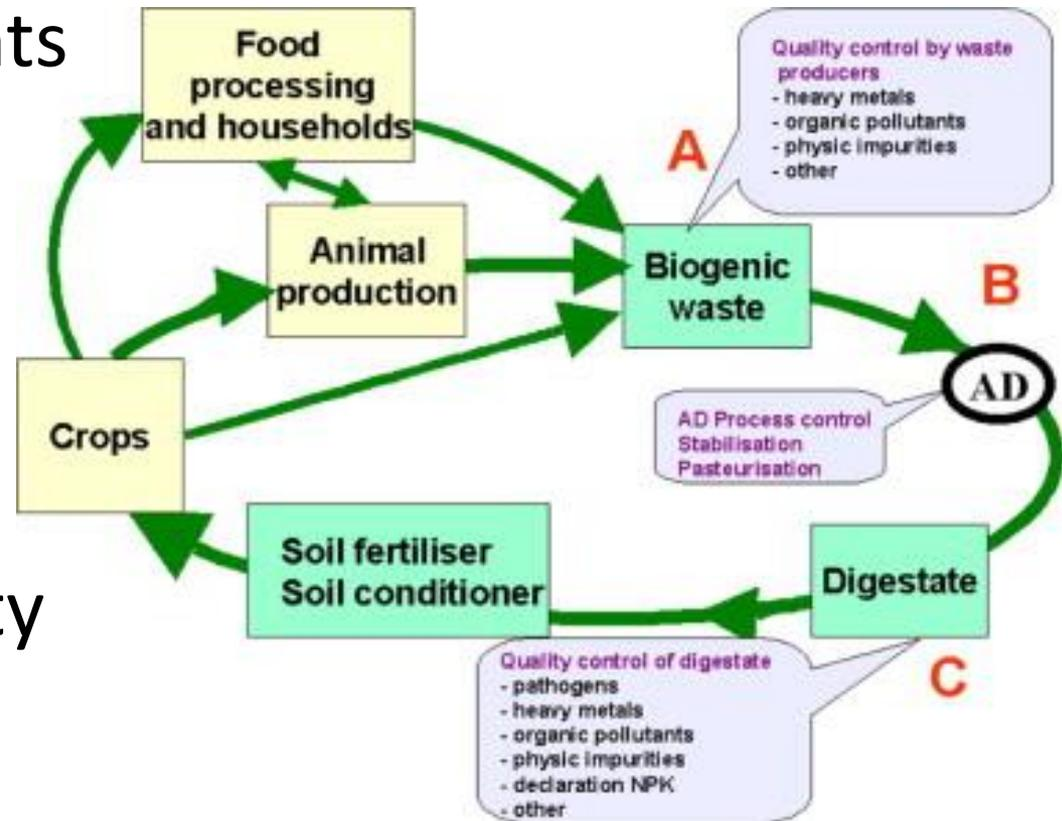 nts
Food
processing
and households
Quality control by waste
producers
- heavy metals
- organic pollutants
- physic impurities
- other
A
Animal
production
Biogenic
waste
B
AD
AD Process control
Stabilisation
Pasteurisation
Crops
Soil fertiliser
Soil conditioner
Digestate
ty
Quality control of digestate
- pathogens
- heavy metals
- organic pollutants
- physic impurities
- declaration NPK
- other
C